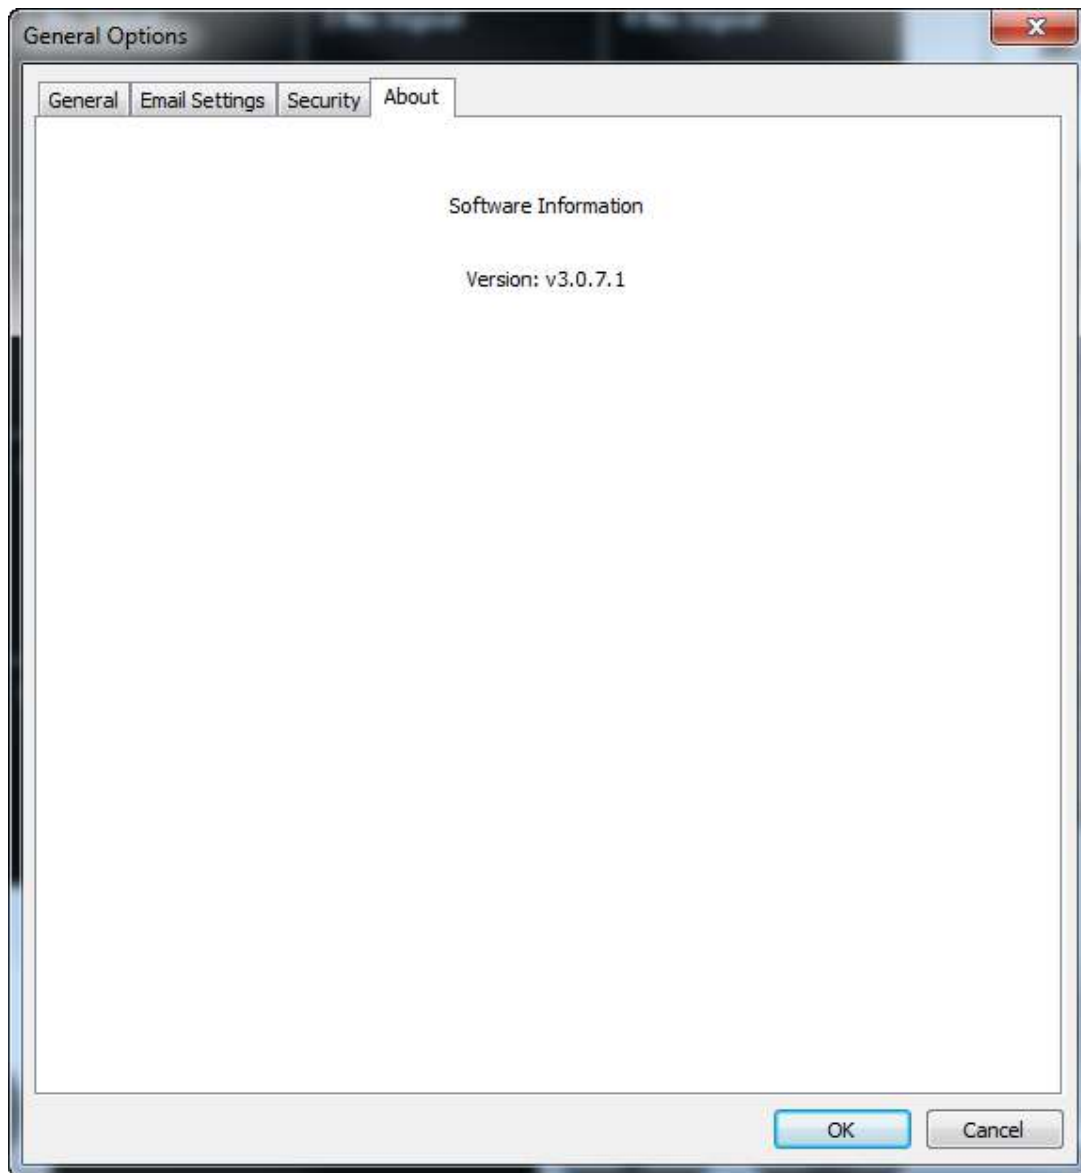 General Options
General Email Settings Security About
Software Information
Version: v3.0.7.1
OK Cancel